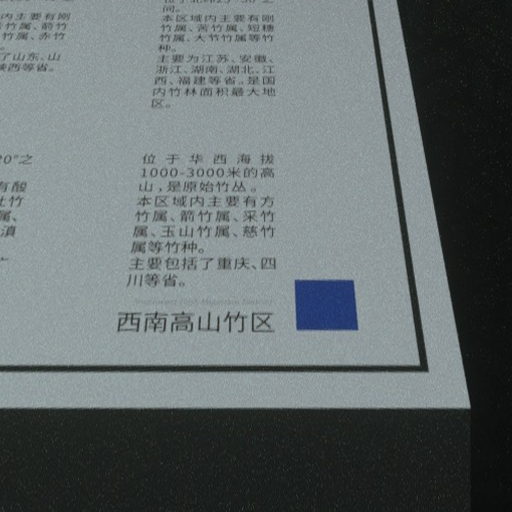 内主要有刚
竹属、箭竹
竹属、赤竹
了山东、山
陕西等省。
间。
本区域内主要有刚
竹属、苦竹属、短穗
竹属、大节竹属等竹
种。
主要为江苏、安徽、
浙江、湖南、湖北、江
西、福建等省。是国
内竹林面积最大地
区。
20°之
有酸
竹
属、
滇
位于华西海拔
1000-3000米的高
山，是原始竹丛。
本区域内主要有方
竹属、箭竹属、采竹
属、玉山竹属、慈竹
属等竹种。
主要包括了重庆、四
川等省。
西南高山竹区